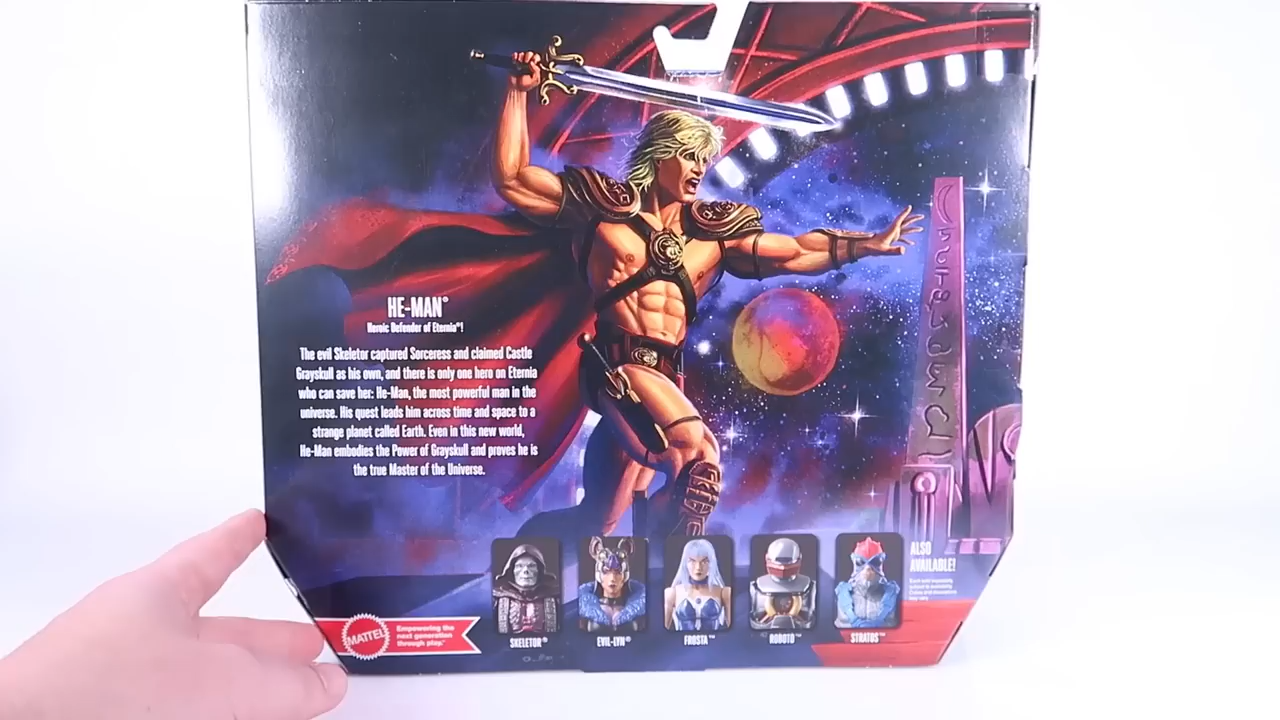 HE-MAN®
Heroic Defender of Eternia®!
The evil Skeletor captured Sorceress and claimed Castle
Grayskull as his own, and there is only one hero on Eternia
who can save her: He-Man, the most powerful man in the
universe. His quest leads him across time and space to a
strange planet called Earth. Even in this new world,
He-Man embodies the Power of Grayskull and proves he is
the true Master of the Universe.
ALSO
AVAILABLE!
SKELETOR®
EVIL-LYN®
FROSTA™
ROBOTO™
STRATOS™
MATTEL
Empowering the
next generation
through play.™